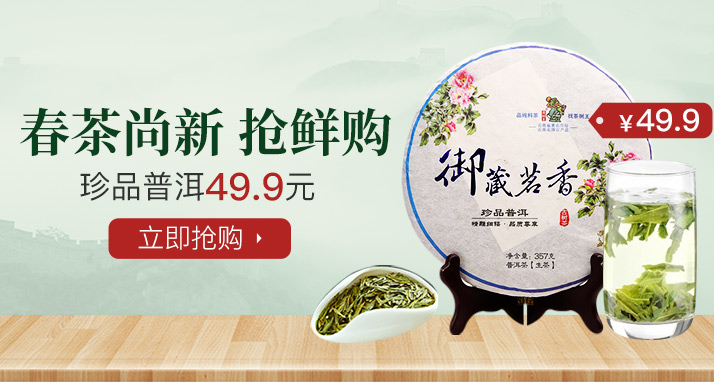 春茶尚新 抢鲜购
珍品普洱49.9元
立即抢购
¥49.9
御藏茗香
珍品普洱
净含量：357克
普洱茶【生茶】